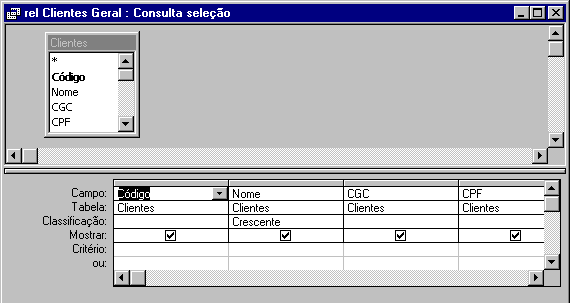 rel Clientes Geral : Consulta seleção
Clientes
*
Código
Nome
CGC
CPF
Campo: Código Nome CGC CPF
Tabela: Clientes Clientes Clientes Clientes
Classificação: Crescente
Mostrar:
Critério:
ou: